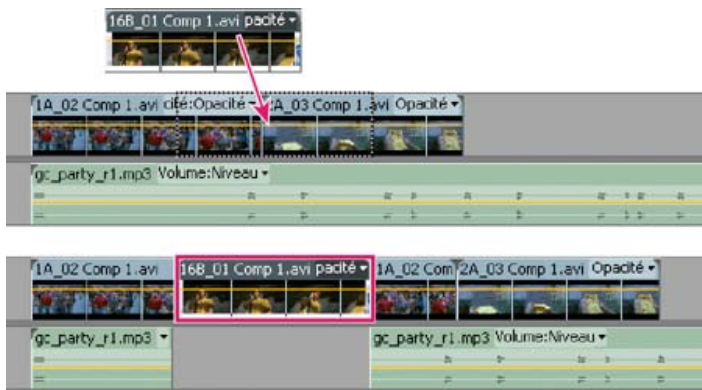 16B_01 Comp 1.avi pacité
1A_02 Comp 1.avi cité:Opacité 2A_03 Comp 1.avi Opacité
gc_party_r1.mp3 Volume:Niveau
1A_02 Comp 1.avi 16B_01 Comp 1.avi pacité 1A_02 Com 2A_03 Comp 1.avi Opacité
gc_party_r1.mp3 gc_party_r1.mp3 Volume:Niveau